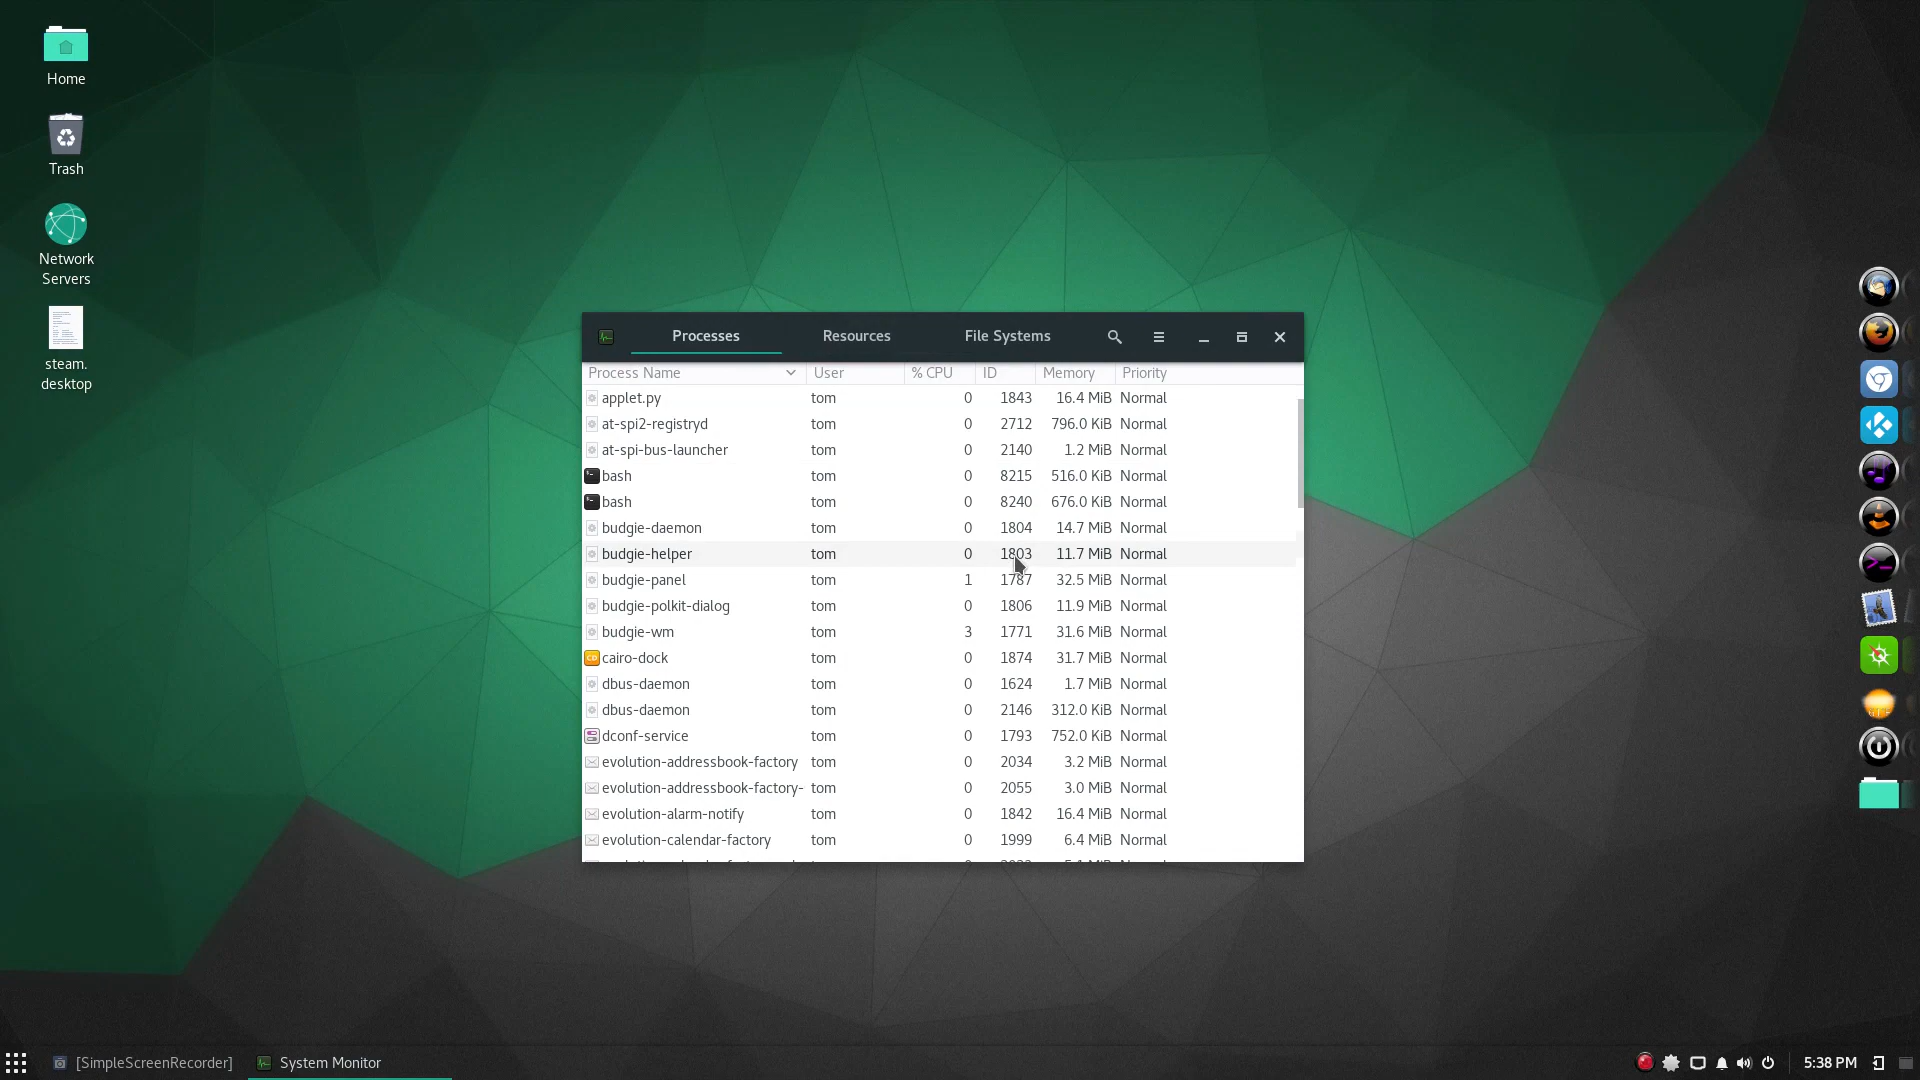 Home
Trash
Network
Servers
steam.
desktop
Processes Resources File Systems
Process Name User % CPU ID Memory Priority
applet.py tom 0 1843 16.4 MiB Normal
at-spi2-registryd tom 0 2712 796.0 KiB Normal
at-spi-bus-launcher tom 0 2140 1.2 MiB Normal
bash tom 0 8215 516.0 KiB Normal
bash tom 0 8240 676.0 KiB Normal
budgie-daemon tom 0 1804 14.7 MiB Normal
budgie-helper tom 0 1803 11.7 MiB Normal
budgie-panel tom 1 1787 32.5 MiB Normal
budgie-polkit-dialog tom 0 1806 11.9 MiB Normal
budgie-wm tom 3 1771 31.6 MiB Normal
cairo-dock tom 0 1874 31.7 MiB Normal
dbus-daemon tom 0 1624 1.7 MiB Normal
dbus-daemon tom 0 2146 312.0 KiB Normal
dconf-service tom 0 1793 752.0 KiB Normal
evolution-addressbook-factory tom 0 2034 3.2 MiB Normal
evolution-addressbook-factory- tom 0 2055 3.0 MiB Normal
evolution-alarm-notify tom 0 1842 16.4 MiB Normal
evolution-calendar-factory tom 0 1999 6.4 MiB Normal
[SimpleScreenRecorder] System Monitor 5:38 PM